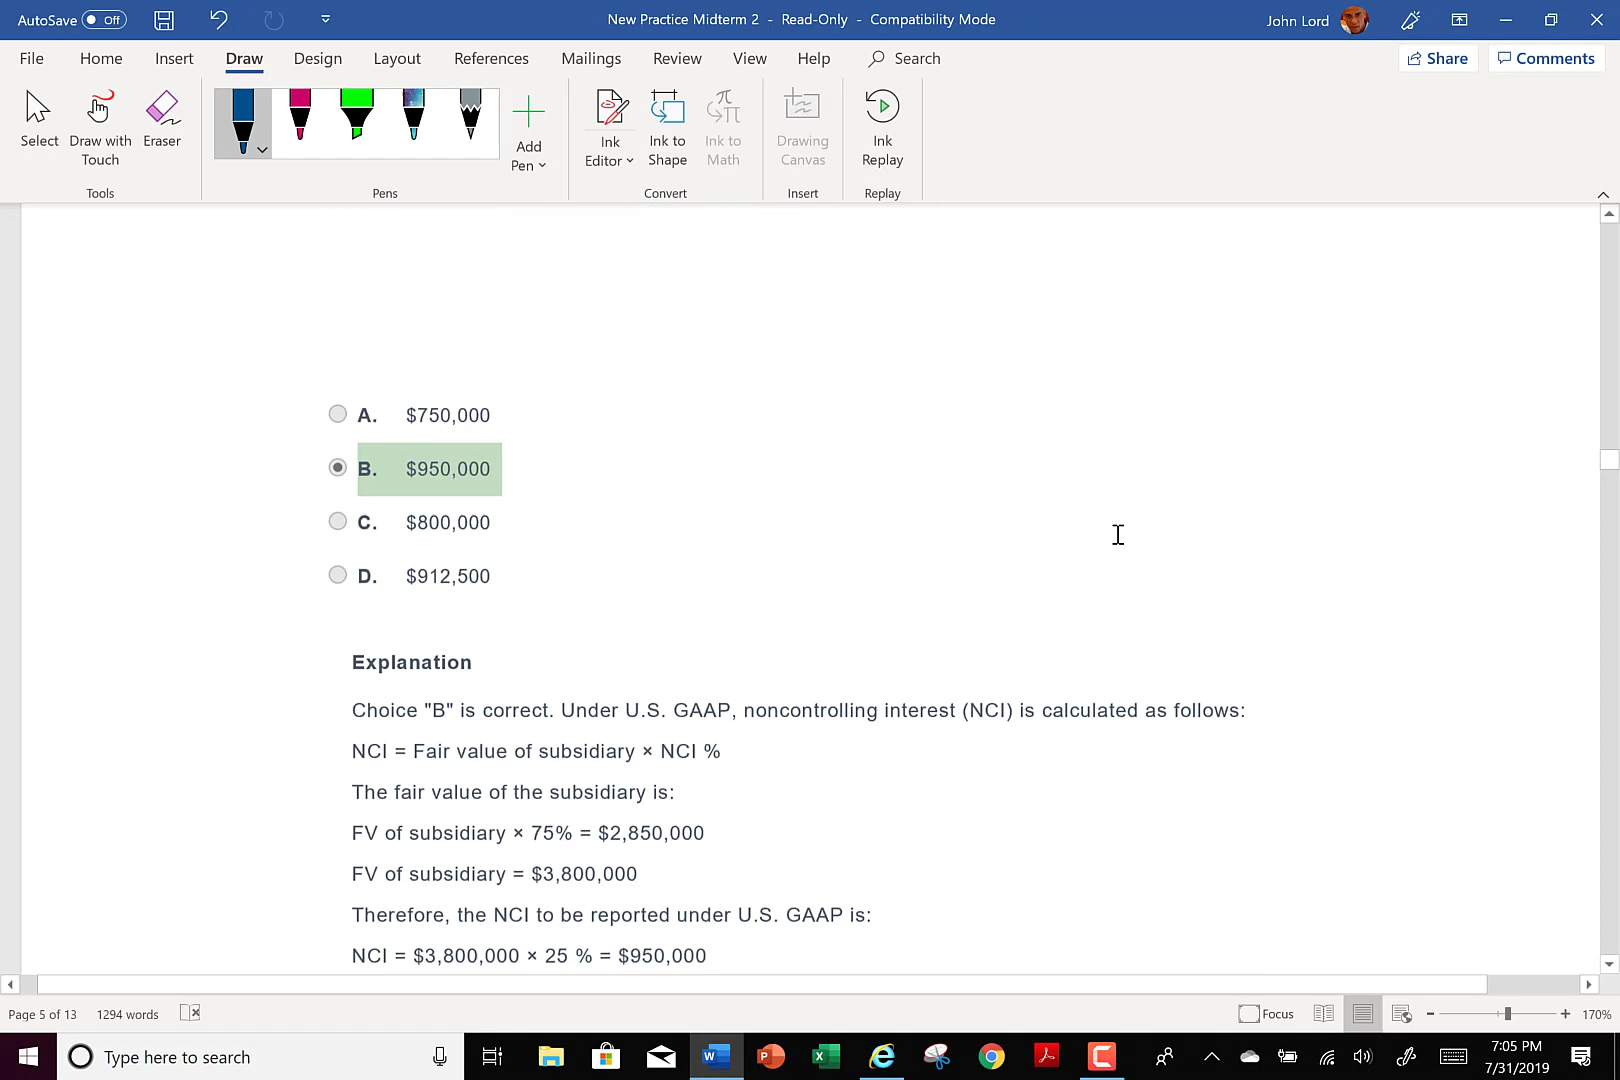 AutoSave Off New Practice Midterm 2 - Read-Only - Compatibility Mode John Lord
File Home Insert Draw Design Layout References Mailings Review View Help Search Share Comments
Select
Draw with Touch
Eraser
Add Pen
Ink Editor
Ink to Shape
Ink to Math
Drawing Canvas
Ink Replay
Tools Pens Convert Insert Replay
A. $750,000
B. $950,000
C. $800,000
D. $912,500
Explanation
Choice "B" is correct. Under U.S. GAAP, noncontrolling interest (NCI) is calculated as follows:
NCI = Fair value of subsidiary × NCI %
The fair value of the subsidiary is:
FV of subsidiary × 75% = $2,850,000
FV of subsidiary = $3,800,000
Therefore, the NCI to be reported under U.S. GAAP is:
NCI = $3,800,000 × 25 % = $950,000
Page 5 of 13 1294 words Focus 170%
Type here to search
7:05 PM
7/31/2019